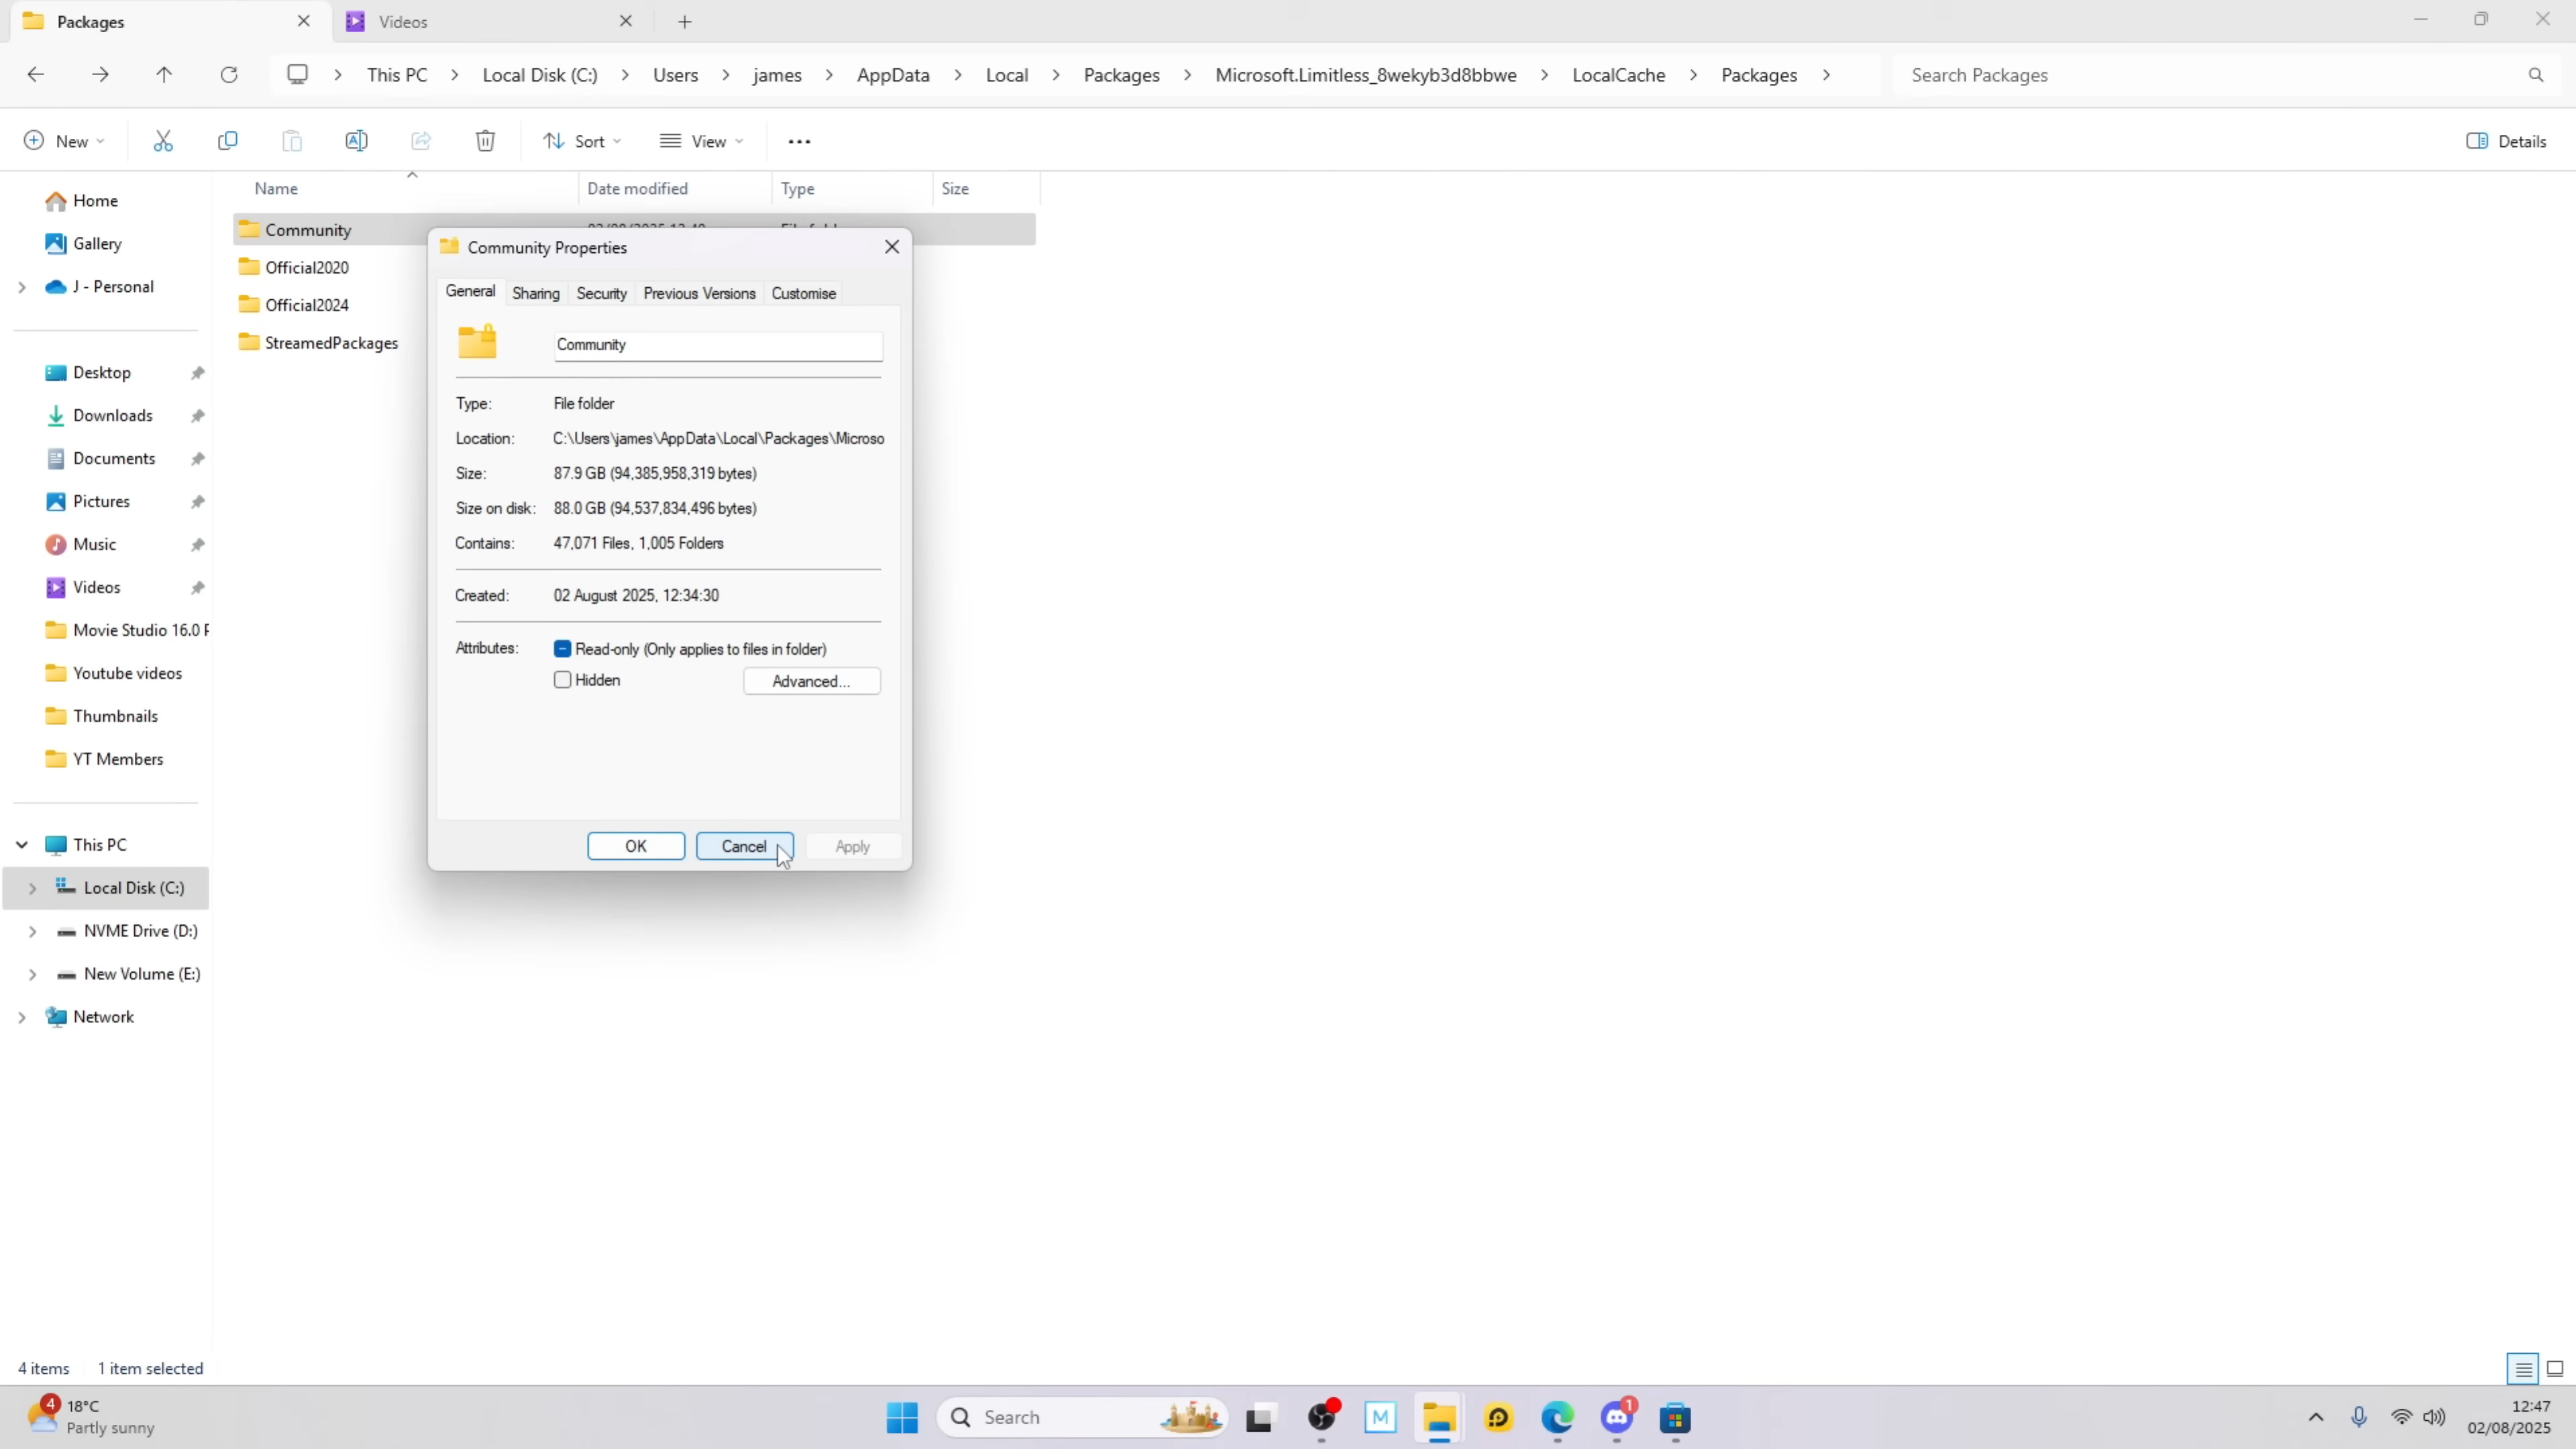 Packages
Videos
This PC
Local Disk (C:)
Users
james
AppData
Local
Packages
Microsoft.Limitless_8wekyb3d8bbwe
LocalCache
Packages
Search Packages
New
Sort
View
Details
Name
Date modified
Type
Size
Home
Gallery
J - Personal
Desktop
Downloads
Documents
Pictures
Music
Videos
Movie Studio 16.0 P
Youtube videos
Thumbnails
YT Members
This PC
Local Disk (C:)
NVME Drive (D:)
New Volume (E:)
Network
Community
Official2020
Official2024
StreamedPackages
Community Properties
General
Sharing
Security
Previous Versions
Customise
Community
Type: File folder
Location: C:\Users\james\AppData\Local\Packages\Microso
Size: 87.9 GB (94,385,958,319 bytes)
Size on disk: 88.0 GB (94,537,834,496 bytes)
Contains: 47,071 Files, 1,005 Folders
Created: 02 August 2025, 12:34:30
Attributes: Read-only (Only applies to files in folder)
Hidden
Advanced...
OK
Cancel
Apply
4 items
1 item selected
4
18°C
Partly sunny
Search
M
1
12:47
02/08/2025